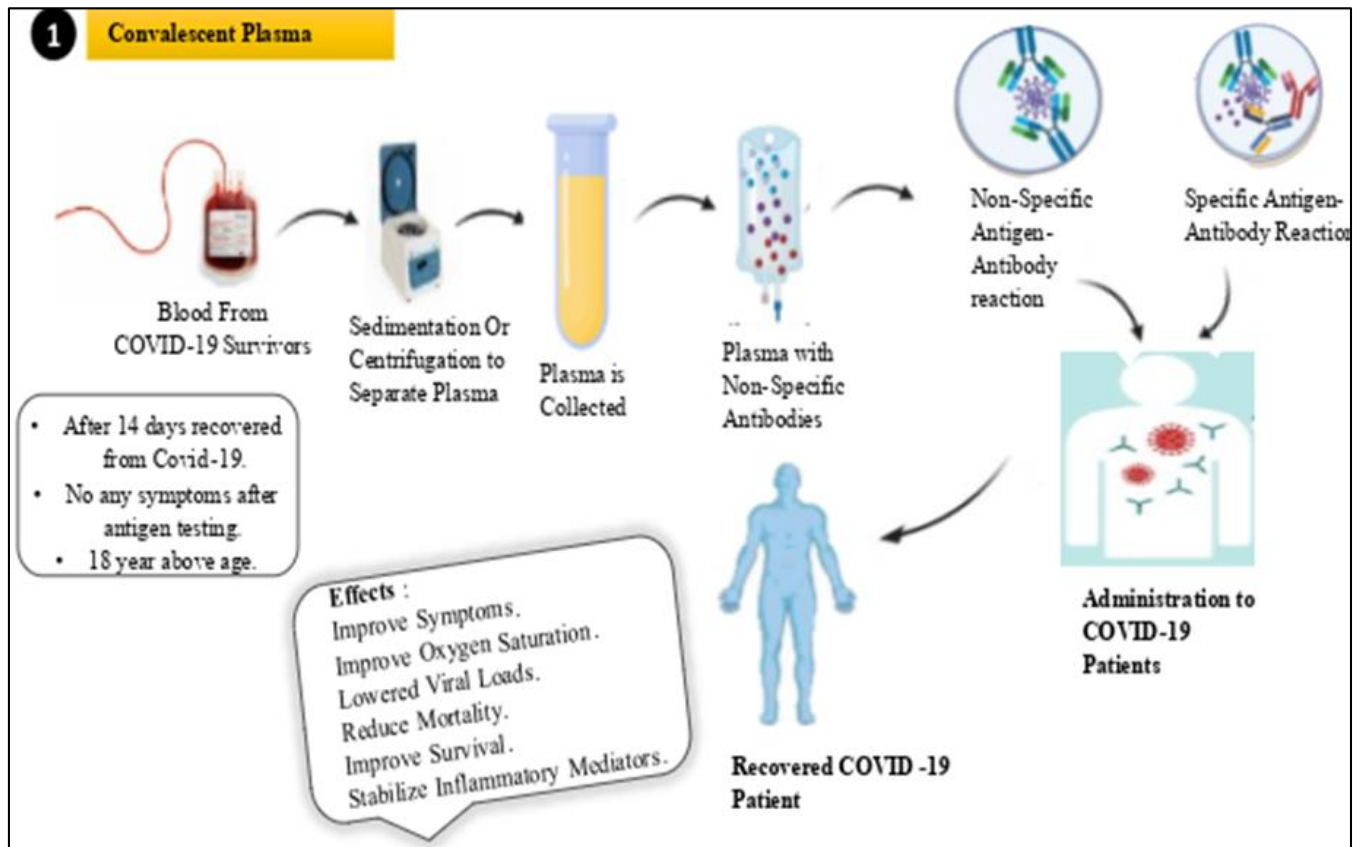 1
Convalescent Plasma
Blood From
COVID-19 Survivors
Sedimentation Or
Centrifugation to
Separate Plasma
Plasma is
Collected
Plasma with
Non-Specific
Antibodies
Non-Specific
Antigen-
Antibody
reaction
Specific Antigen-
Antibody Reaction
• After 14 days recovered
from Covid-19.
• No any symptoms after
antigen testing.
• 18 year above age.
Effects :
Improve Symptoms.
Improve Oxygen Saturation.
Lowered Viral Loads.
Reduce Mortality.
Improve Survival.
Stabilize Inflammatory Mediators.
Recovered COVID -19
Patient
Administration to
COVID-19
Patients